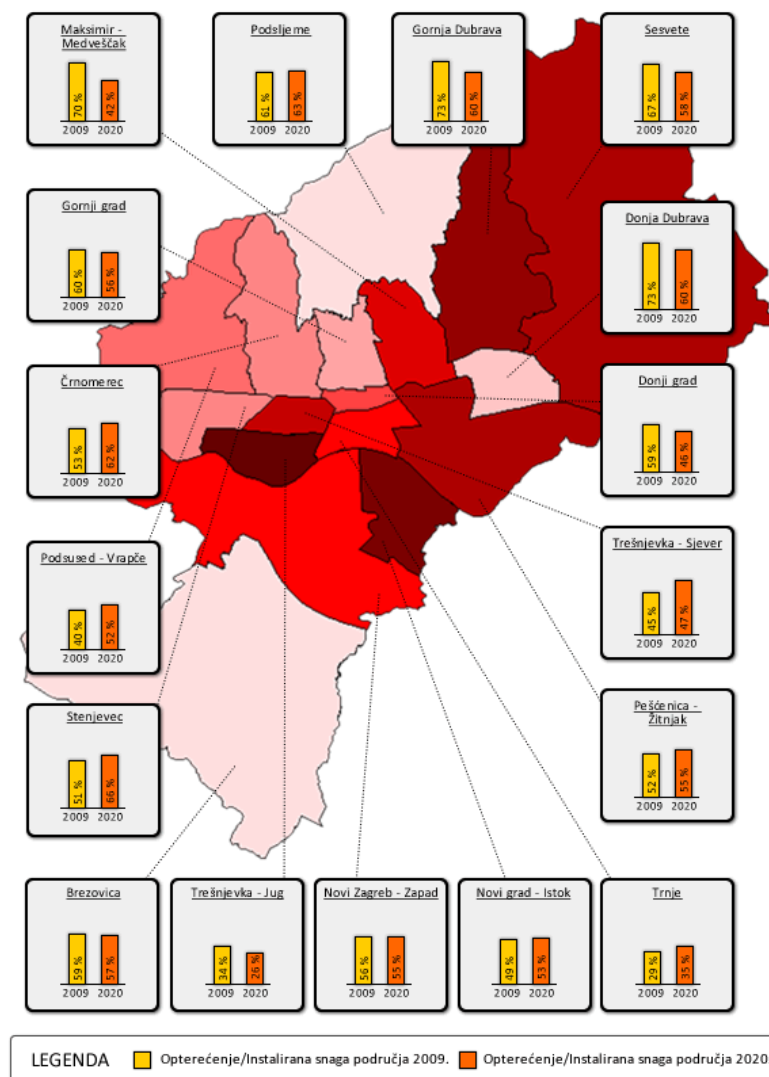 Maksimir -
Medveščak
70 %
42 %
2009 2020
Podsljeme
61 %
63 %
2009 2020
Gornja Dubrava
73 %
60 %
2009 2020
Sesvete
67 %
58 %
2009 2020
Gornji grad
60 %
56 %
2009 2020
Donja Dubrava
73 %
60 %
2009 2020
Črnomerec
53 %
62 %
2009 2020
Donji grad
59 %
46 %
2009 2020
Podsused - Vrapče
40 %
52 %
2009 2020
Trešnjevka - Sjever
45 %
47 %
2009 2020
Stenjevec
51 %
66 %
2009 2020
Pešćenica -
Žitnjak
52 %
55 %
2009 2020
Brezovica
59 %
57 %
2009 2020
Trešnjevka - Jug
34 %
26 %
2009 2020
Novi Zagreb - Zapad
56 %
55 %
2009 2020
Novi grad - Istok
49 %
53 %
2009 2020
Trnje
29 %
35 %
2009 2020
LEGENDA Opterećenje/Instalirana snaga područja 2009. Opterećenje/Instalirana snaga područja 2020